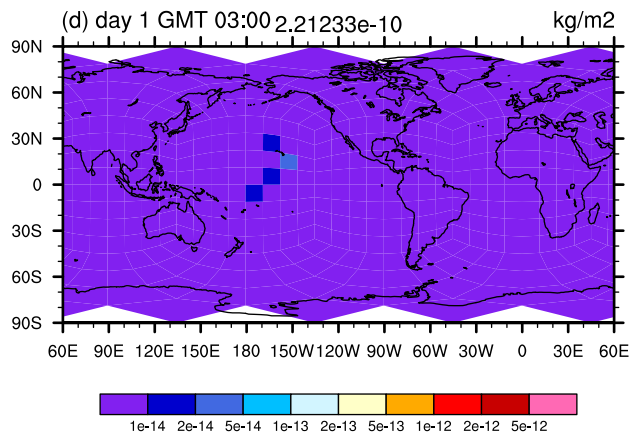 (d) day 1 GMT 03:00 2.21233e-10 kg/m2
90N
60N
30N
0
30S
60S
90S
60E 90E 120E 150E 180 150W 120W 90W 60W 30W 0 30E 60E
1e-14 2e-14 5e-14 1e-13 2e-13 5e-13 1e-12 2e-12 5e-12